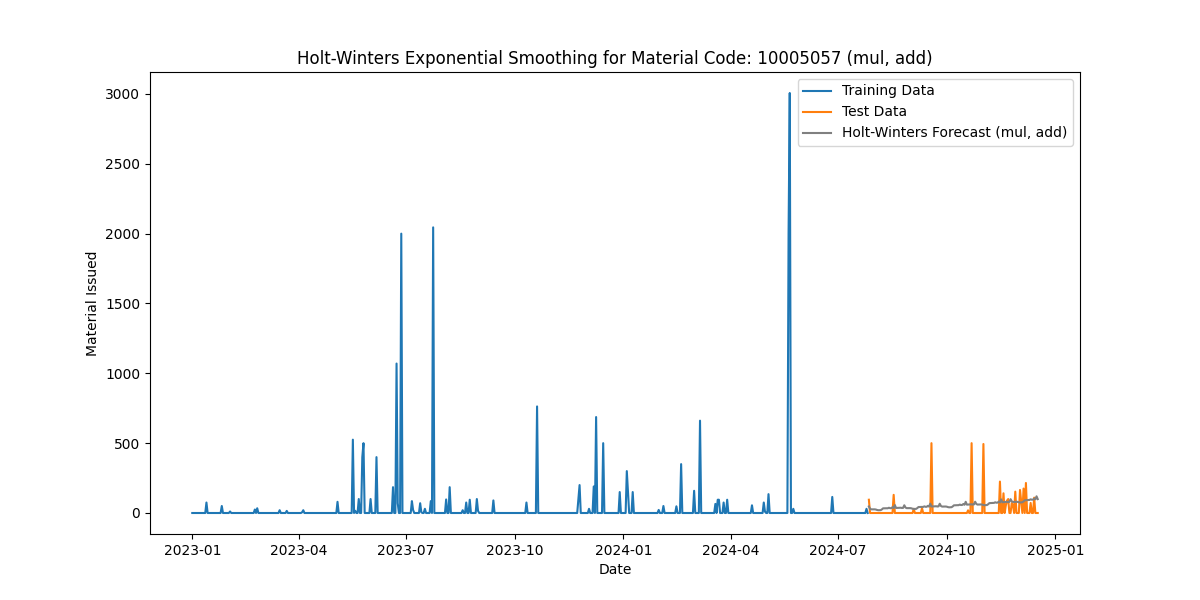 Holt-Winters Exponential Smoothing for Material Code: 10005057 (mul, add)
Training Data
Test Data
Holt-Winters Forecast (mul, add)
Material Issued
3000
2500
2000
1500
1000
500
0
2023-01
2023-04
2023-07
2023-10
2024-01
2024-04
2024-07
2024-10
2025-01
Date